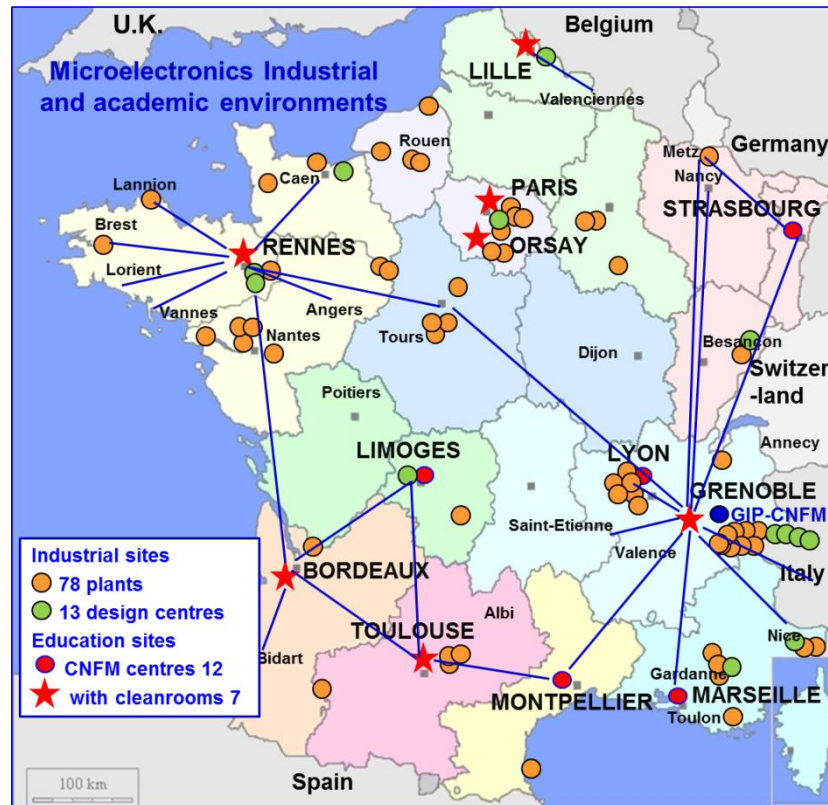 U.K.
Belgium
Microelectronics Industrial
and academic environments
LILLE
Valenciennes
Rouen
Metz
Germany
Nancy
Caen
Lannion
PARIS
STRASBOURG
Brest
RENNES
ORSAY
Lorient
Angers
Vannes
Nantes
Tours
Dijon
Besançon
Switzer
-land
Poitiers
LIMOGES
LYON
Annecy
GRENOBLE
GIP-CNFM
Saint-Etienne
Valence
Industrial sites
78 plants
13 design centres
Education sites
CNFM centres 12
with cleanrooms 7
BORDEAUX
Italy
Albi
TOULOUSE
Nice
Bidart
Gardanne
MONTPELLIER
MARSEILLE
Toulon
Spain
100 km